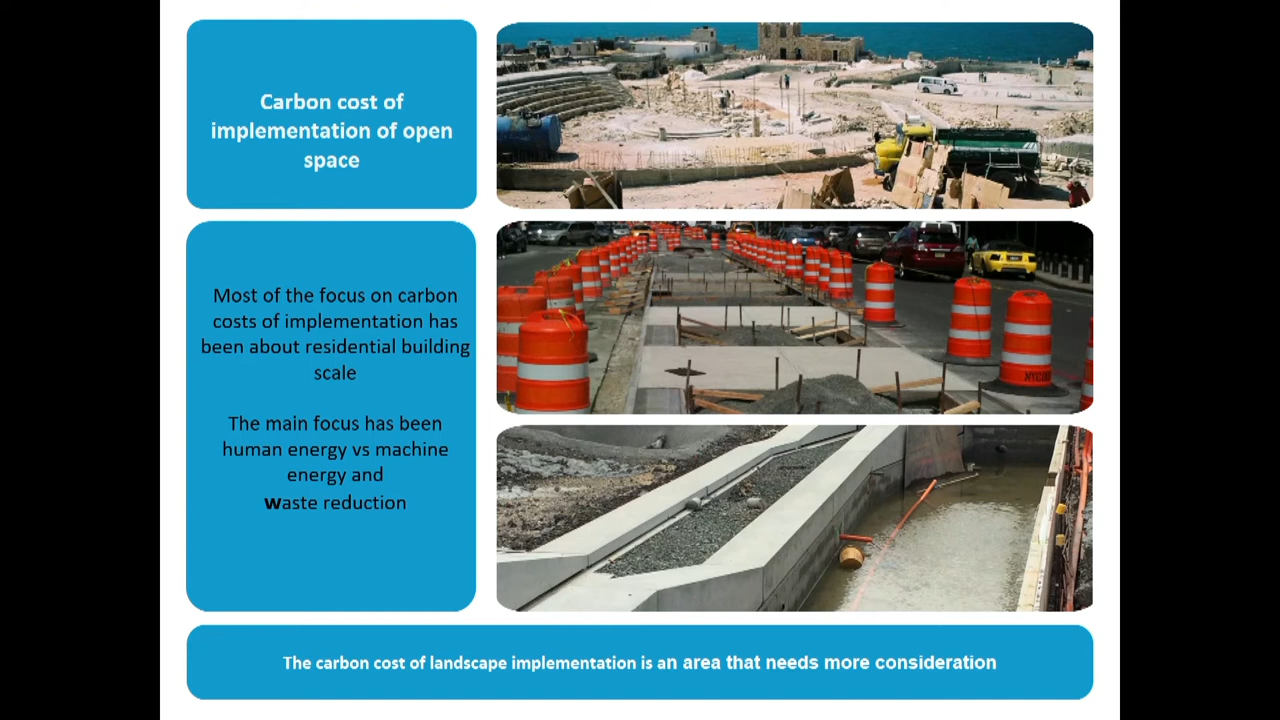 Carbon cost of
implementation of open
space
Most of the focus on carbon
costs of implementation has
been about residential building
scale
The main focus has been
human energy vs machine
energy and
waste reduction
The carbon cost of landscape implementation is an area that needs more consideration